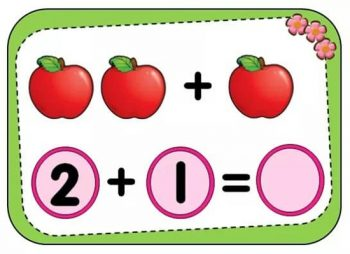 +
2 + 1 =